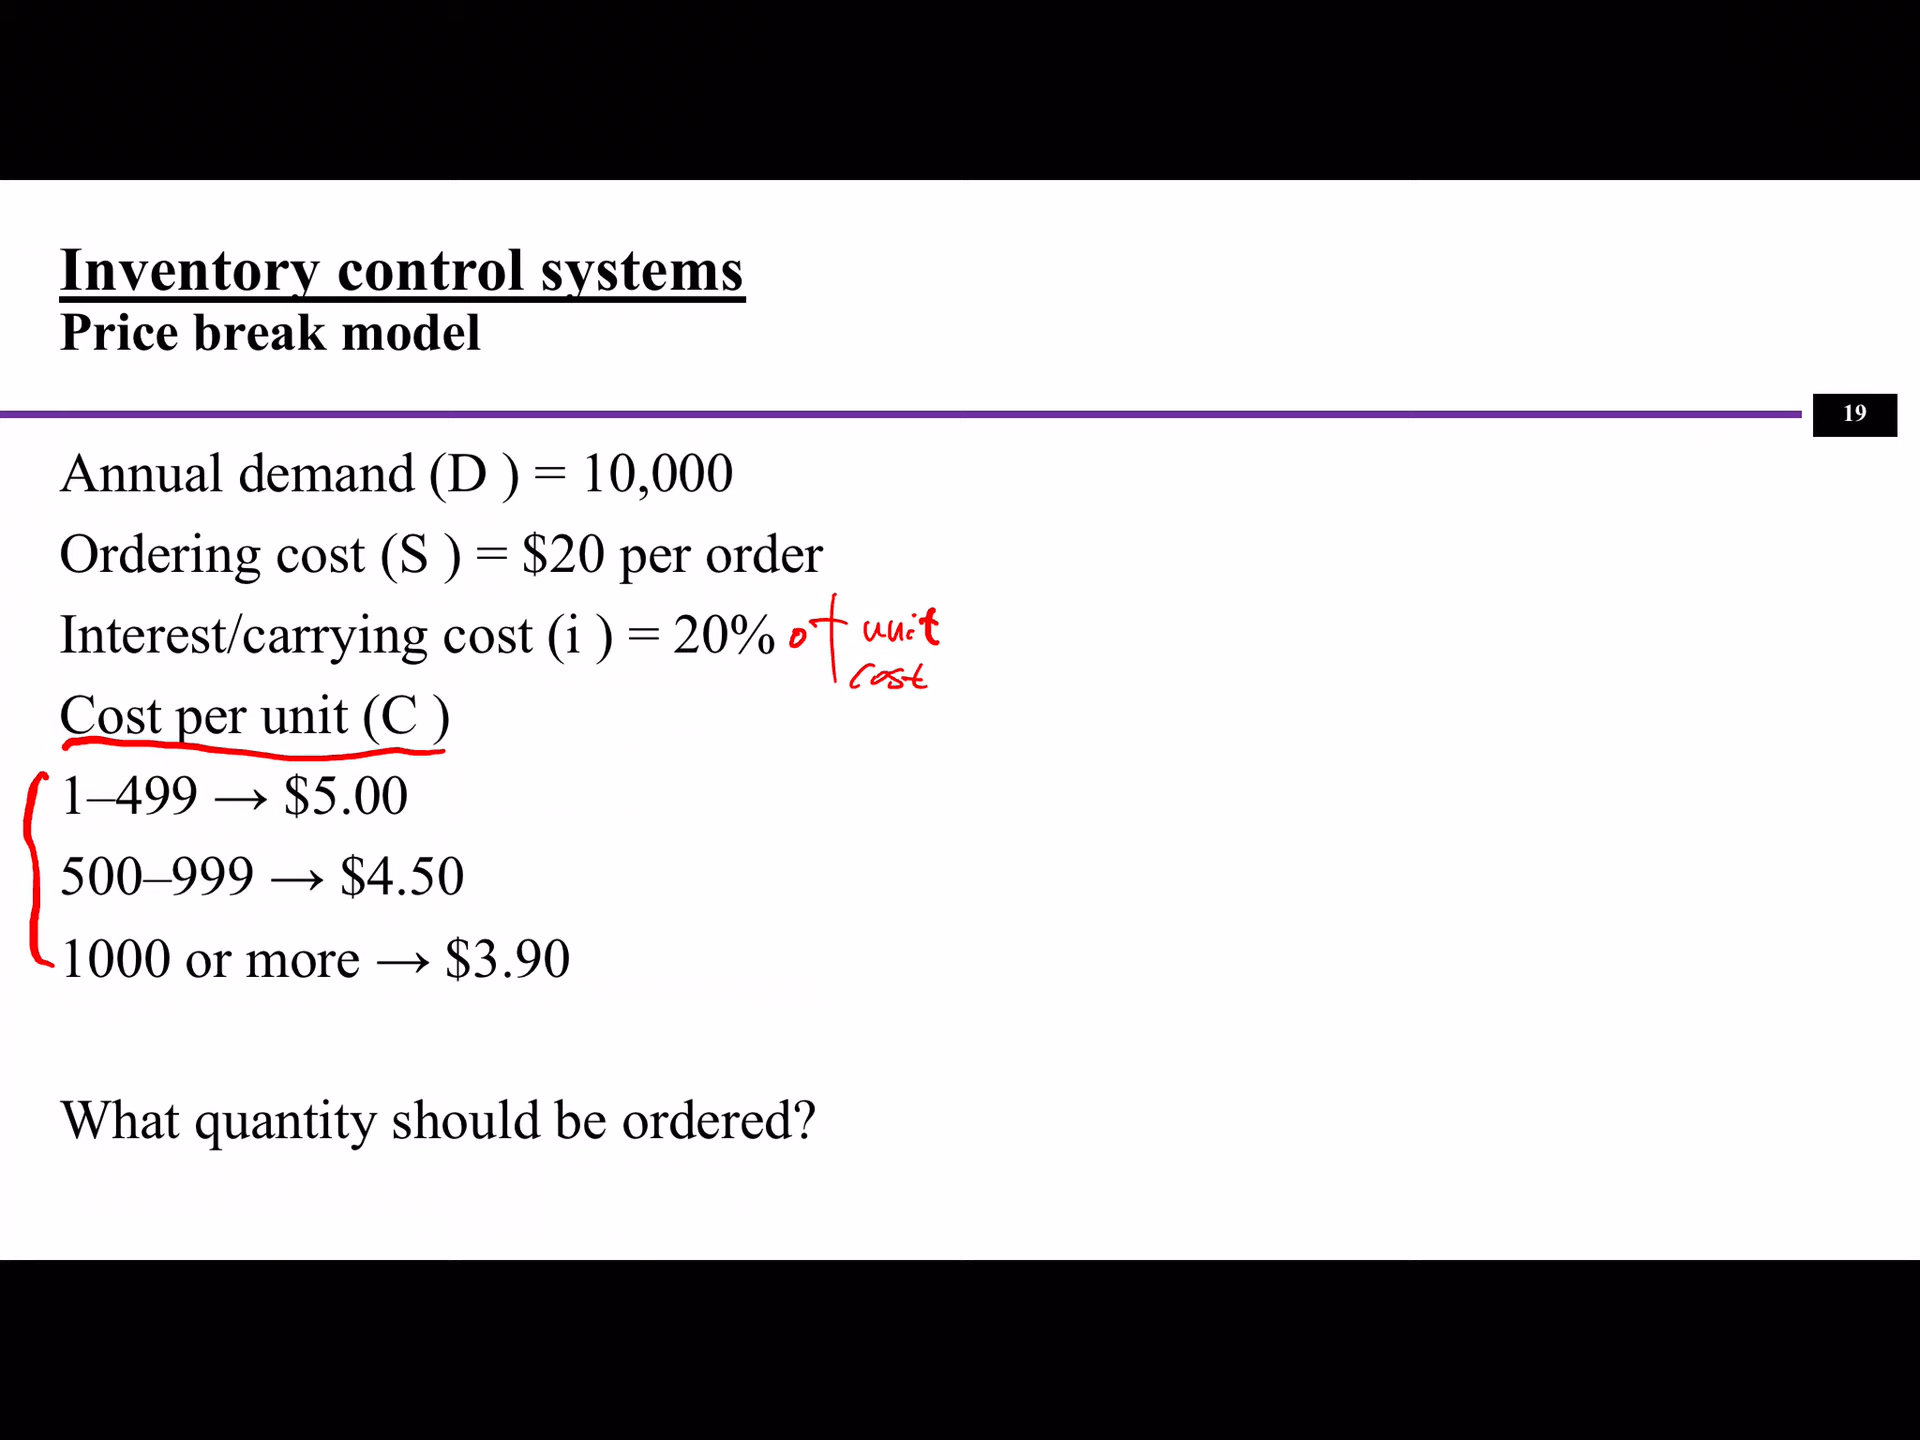 Inventory control systems
Price break model
19
Annual demand (D ) = 10,000
Ordering cost (S ) = $20 per order
Interest/carrying cost (i ) = 20% of unit
cost
Cost per unit (C )
1–499 → $5.00
500–999 → $4.50
1000 or more → $3.90
What quantity should be ordered?